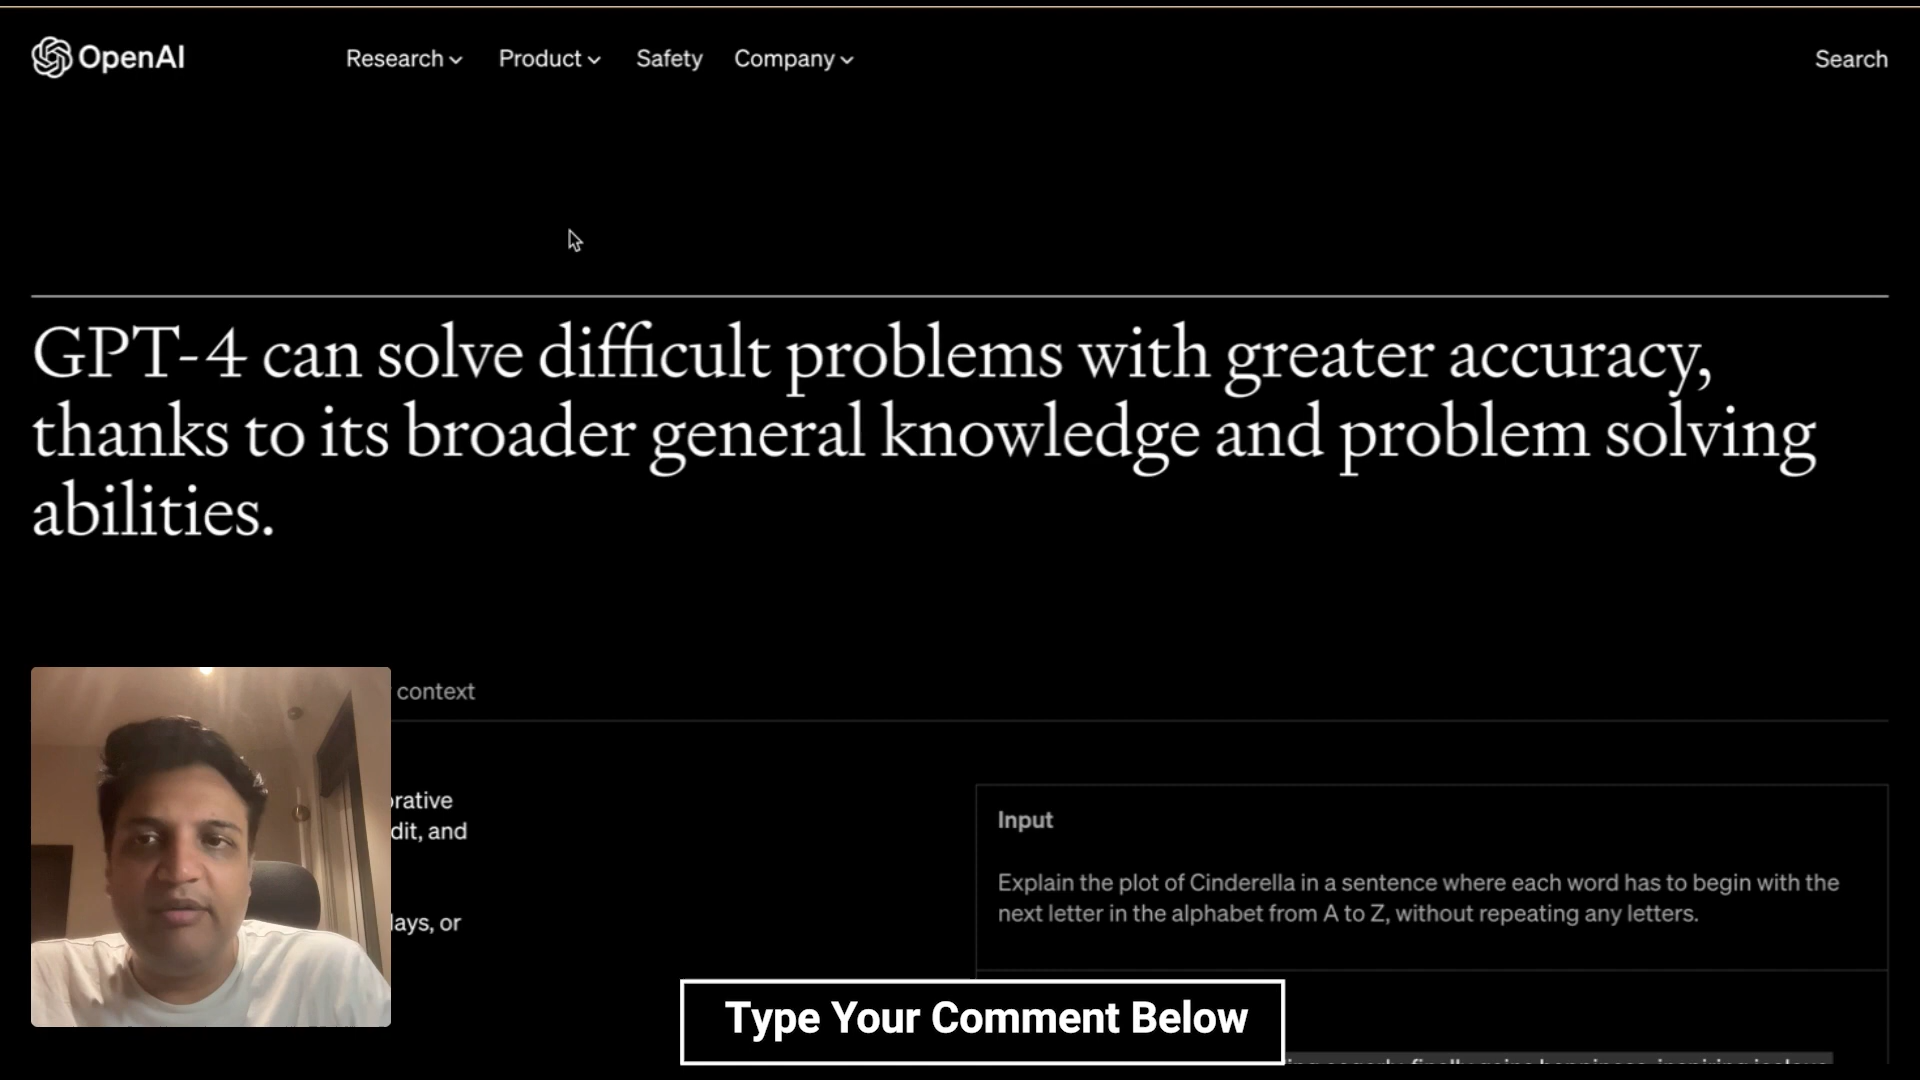 OpenAI
Research
Product
Safety
Company
Search
GPT-4 can solve difficult problems with greater accuracy,
thanks to its broader general knowledge and problem solving
abilities.
context
dit, and
or
Input
Explain the plot of Cinderella in a sentence where each word has to begin with the
next letter in the alphabet from A to Z, without repeating any letters.
Type Your Comment Below